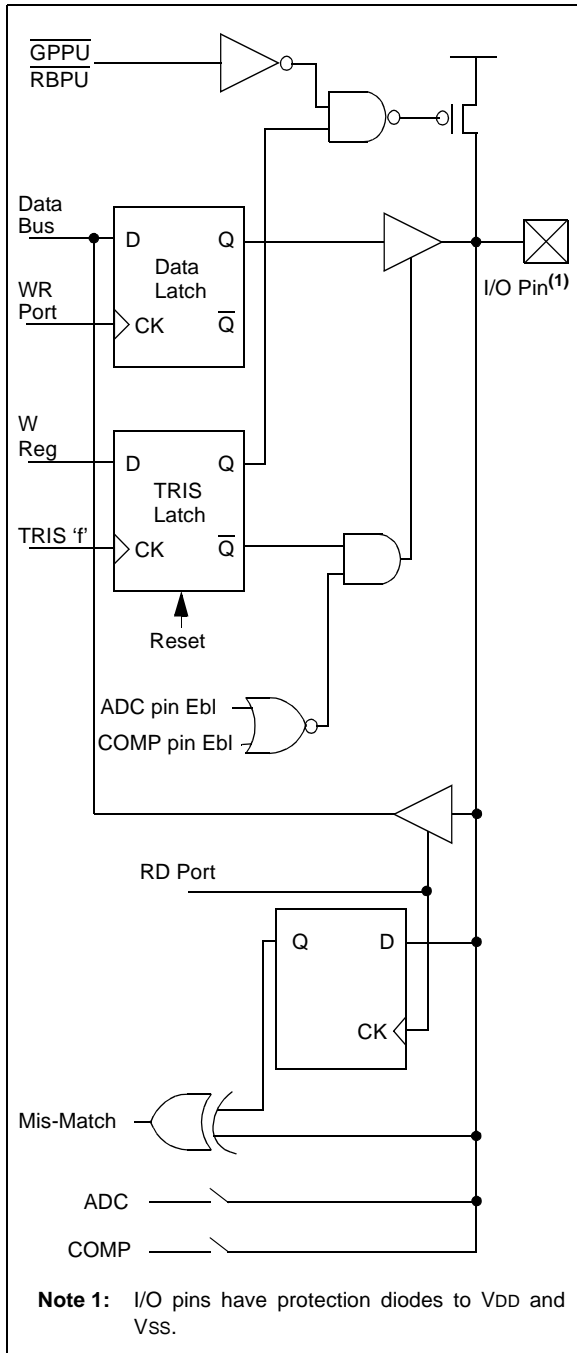 G̅P̅P̅U̅
R̅B̅P̅U̅
Data
Bus
D
Q
Data
Latch
WR
Port
CK
Q̅
I/O Pin(1)
W
Reg
D
Q
TRIS
Latch
TRIS ‘f’
CK
Q̅
Reset
ADC pin Ebl
COMP pin Ebl
RD Port
Q
D
CK
Mis-Match
ADC
COMP
Note 1: I/O pins have protection diodes to VDD and
VSS.